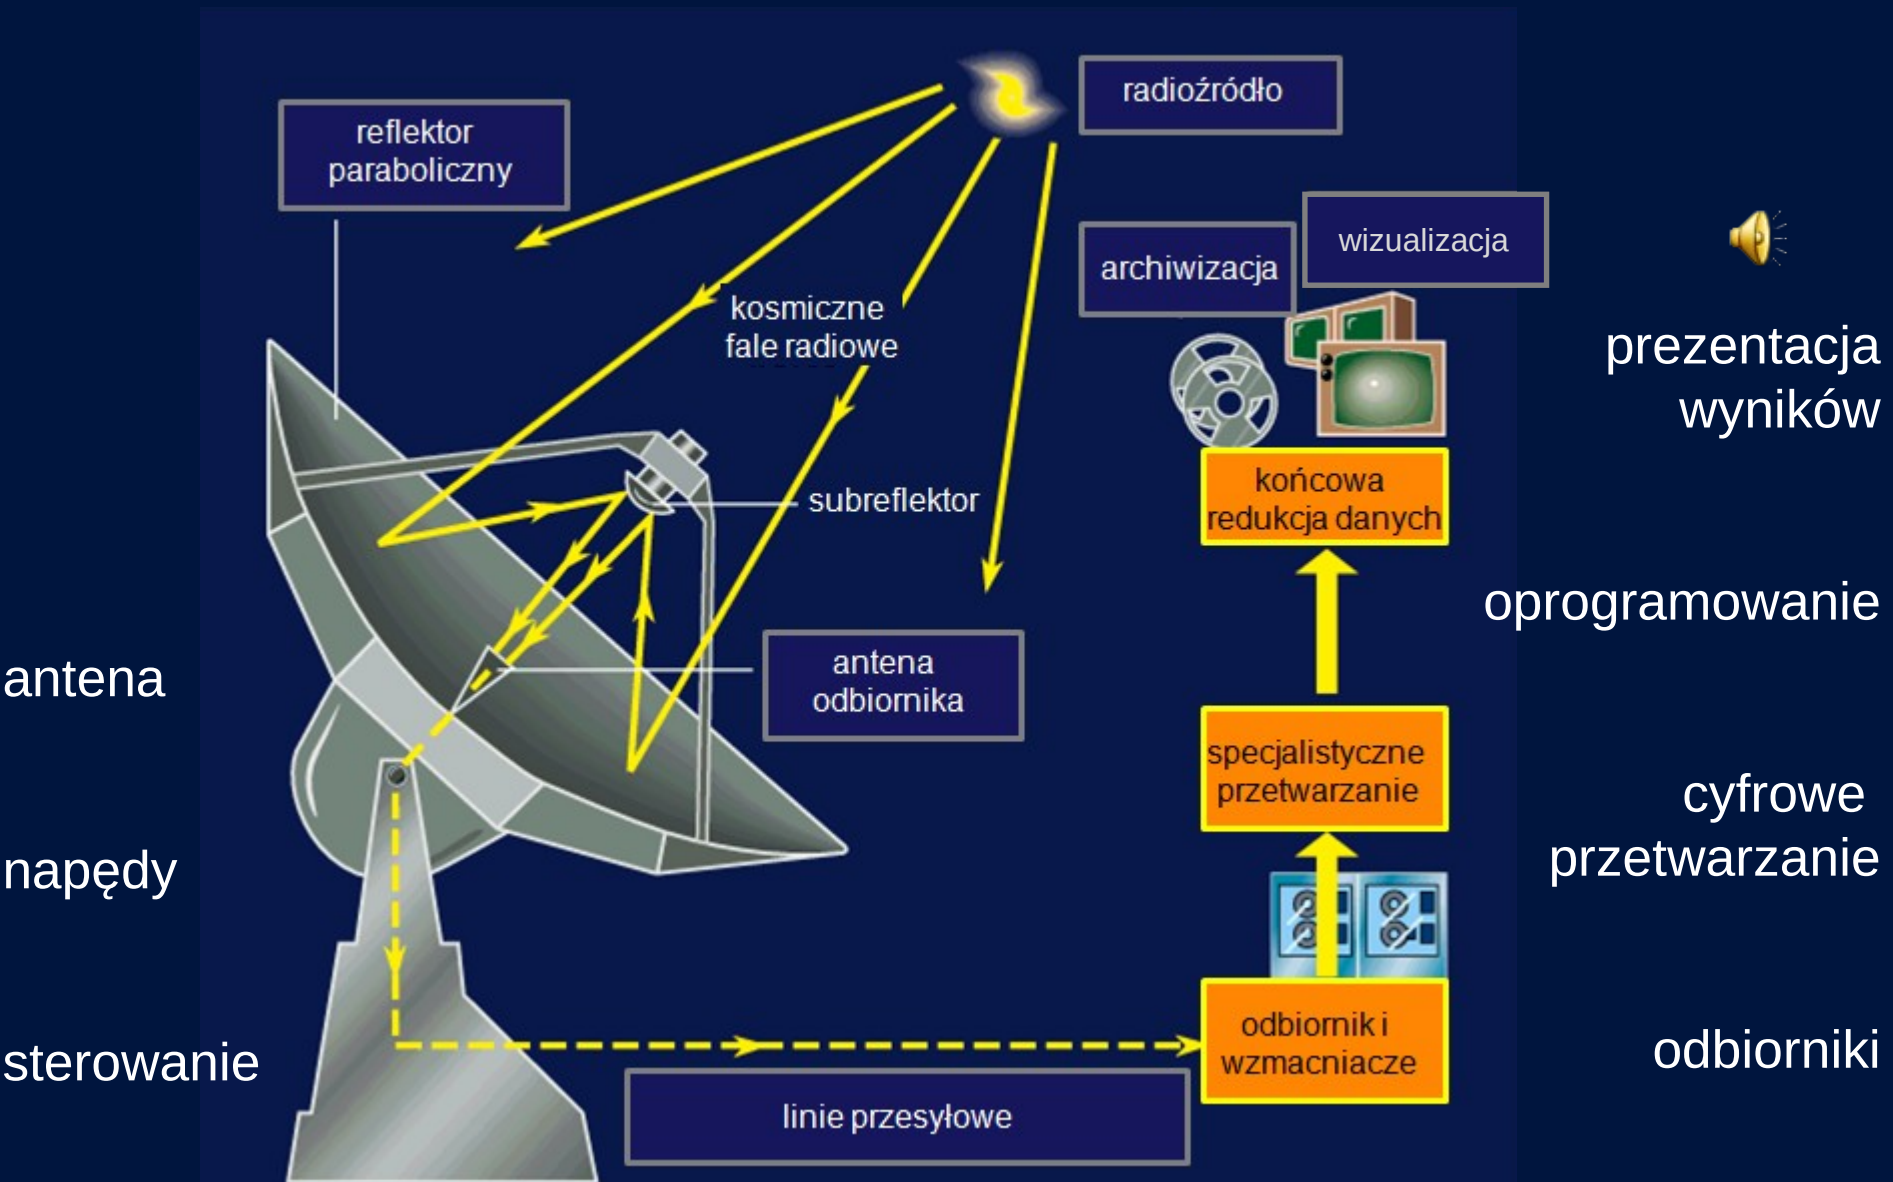 radioźródło
reflektor
paraboliczny
wizualizacja
archiwizacja
kosmiczne
fale radiowe
prezentacja
wyników
subreflektor
końcowa
redukcja danych
oprogramowanie
antena
antena
odbiornika
specjalistyczne
przetwarzanie
cyfrowe
przetwarzanie
napędy
sterowanie
odbiornik i
wzmacniacze
odbiorniki
linie przesyłowe